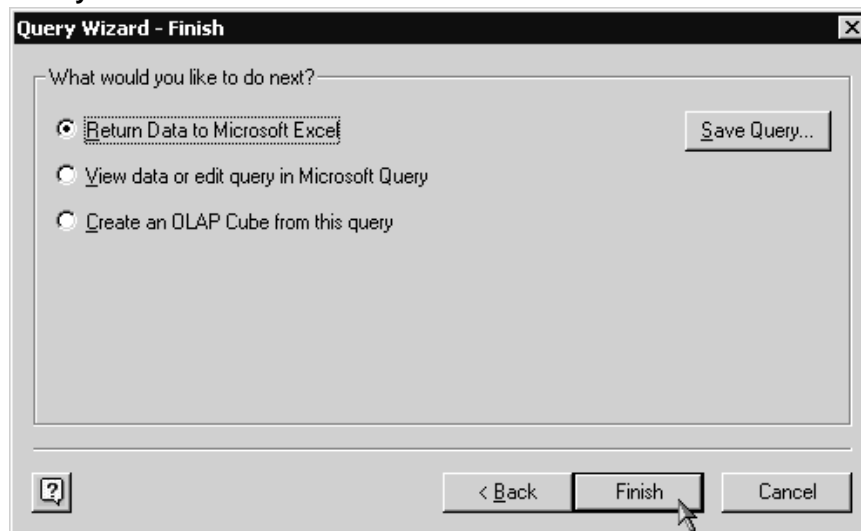 Query Wizard - Finish
What would you like to do next?
Return Data to Microsoft Excel
Save Query...
View data or edit query in Microsoft Query
Create an OLAP Cube from this query
< Back
Finish
Cancel